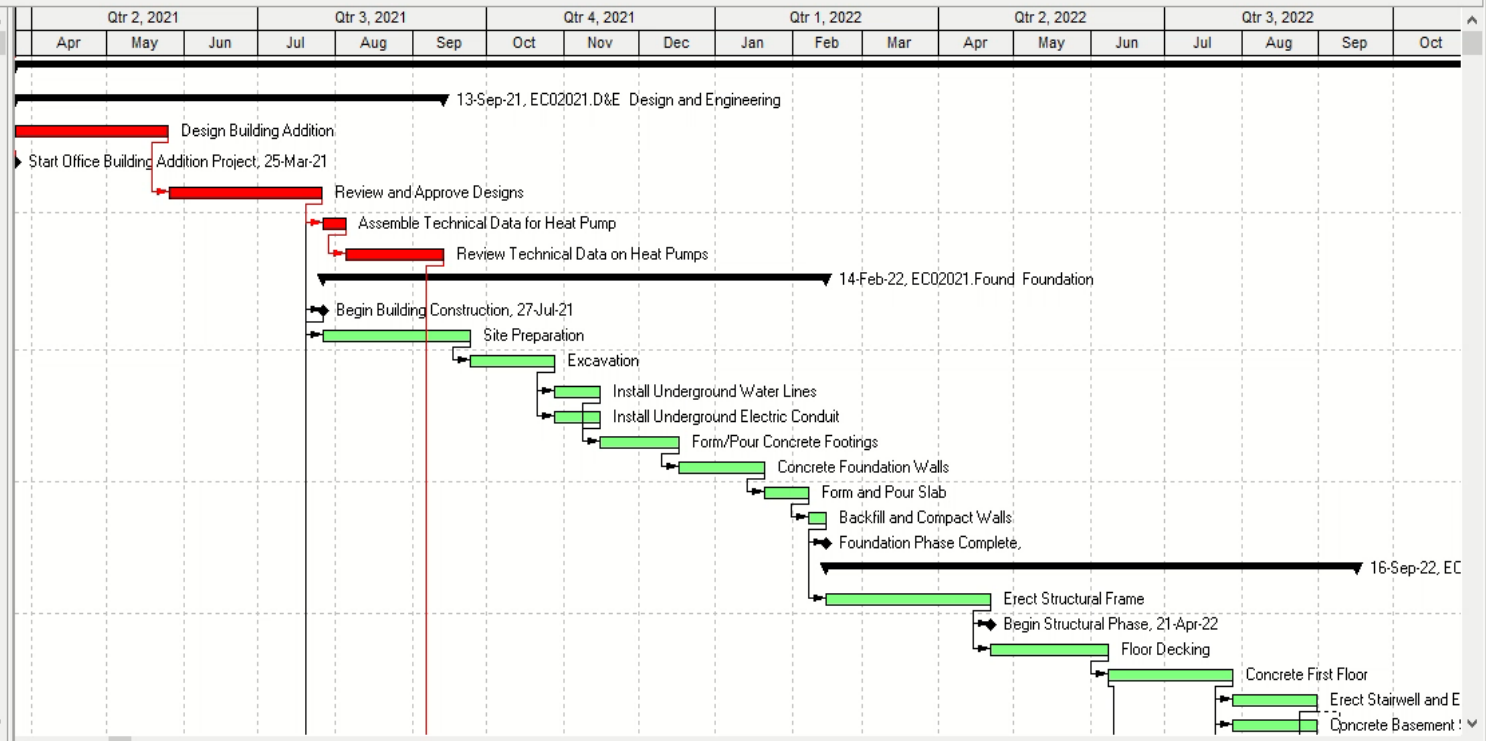 Qtr 2, 2021 Qtr 3, 2021 Qtr 4, 2021 Qtr 1, 2022 Qtr 2, 2022 Qtr 3, 2022
Apr May Jun Jul Aug Sep Oct Nov Dec Jan Feb Mar Apr May Jun Jul Aug Sep Oct
13-Sep-21, EC02021.D&E Design and Engineering
Design Building Addition
Start Office Building Addition Project, 25-Mar-21
Review and Approve Designs
Assemble Technical Data for Heat Pump
Review Technical Data on Heat Pumps
14-Feb-22, EC02021.Found Foundation
Begin Building Construction, 27-Jul-21
Site Preparation
Excavation
Install Underground Water Lines
Install Underground Electric Conduit
Form/Pour Concrete Footings
Concrete Foundation Walls
Form and Pour Slab
Backfill and Compact Walls
Foundation Phase Complete,
16-Sep-22, EC
Erect Structural Frame
Begin Structural Phase, 21-Apr-22
Floor Decking
Concrete First Floor
Erect Stairwell and E
Concrete Basement